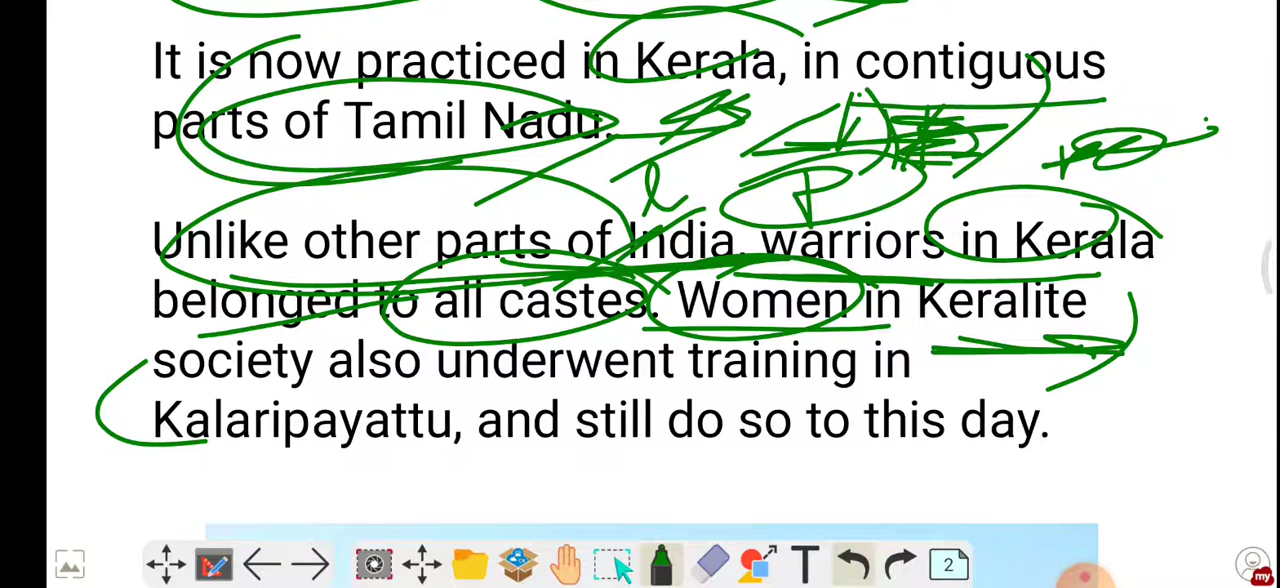 It is now practiced in Kerala, in contiguous
parts of Tamil Nadu.
Unlike other parts of India, warriors in Kerala
belonged to all castes. Women in Keralite
society also underwent training in
Kalaripayattu, and still do so to this day.
P
T
2
my